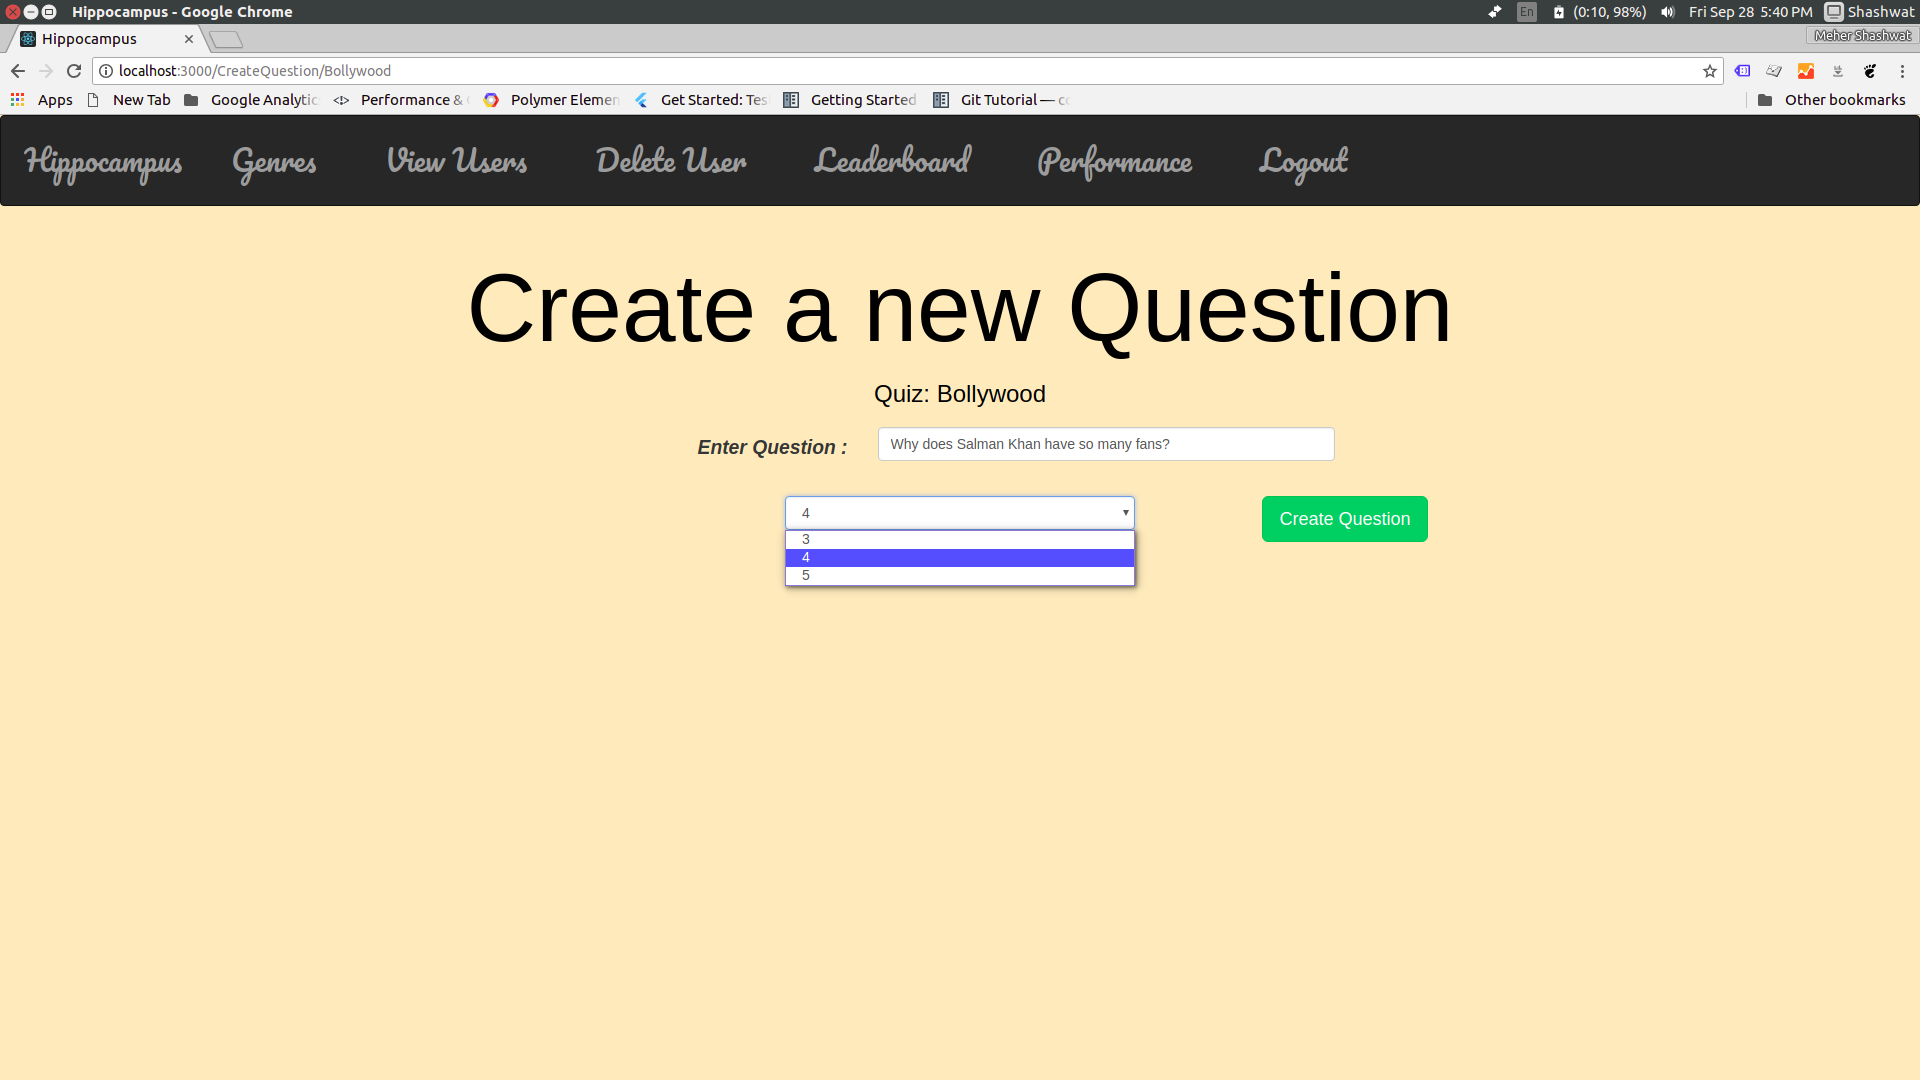 Hippocampus - Google Chrome
En (0:10, 98%) Fri Sep 28 5:40 PM Shashwat
Hippocampus
Meher Shashwat
localhost:3000/CreateQuestion/Bollywood
Apps New Tab Google Analytic Performance & Polymer Elemen Get Started: Tes Getting Started Git Tutorial — co Other bookmarks
Hippocampus Genres View Users Delete User Leaderboard Performance Logout
Create a new Question
Quiz: Bollywood
Enter Question : Why does Salman Khan have so many fans?
4 Create Question
3
4
5